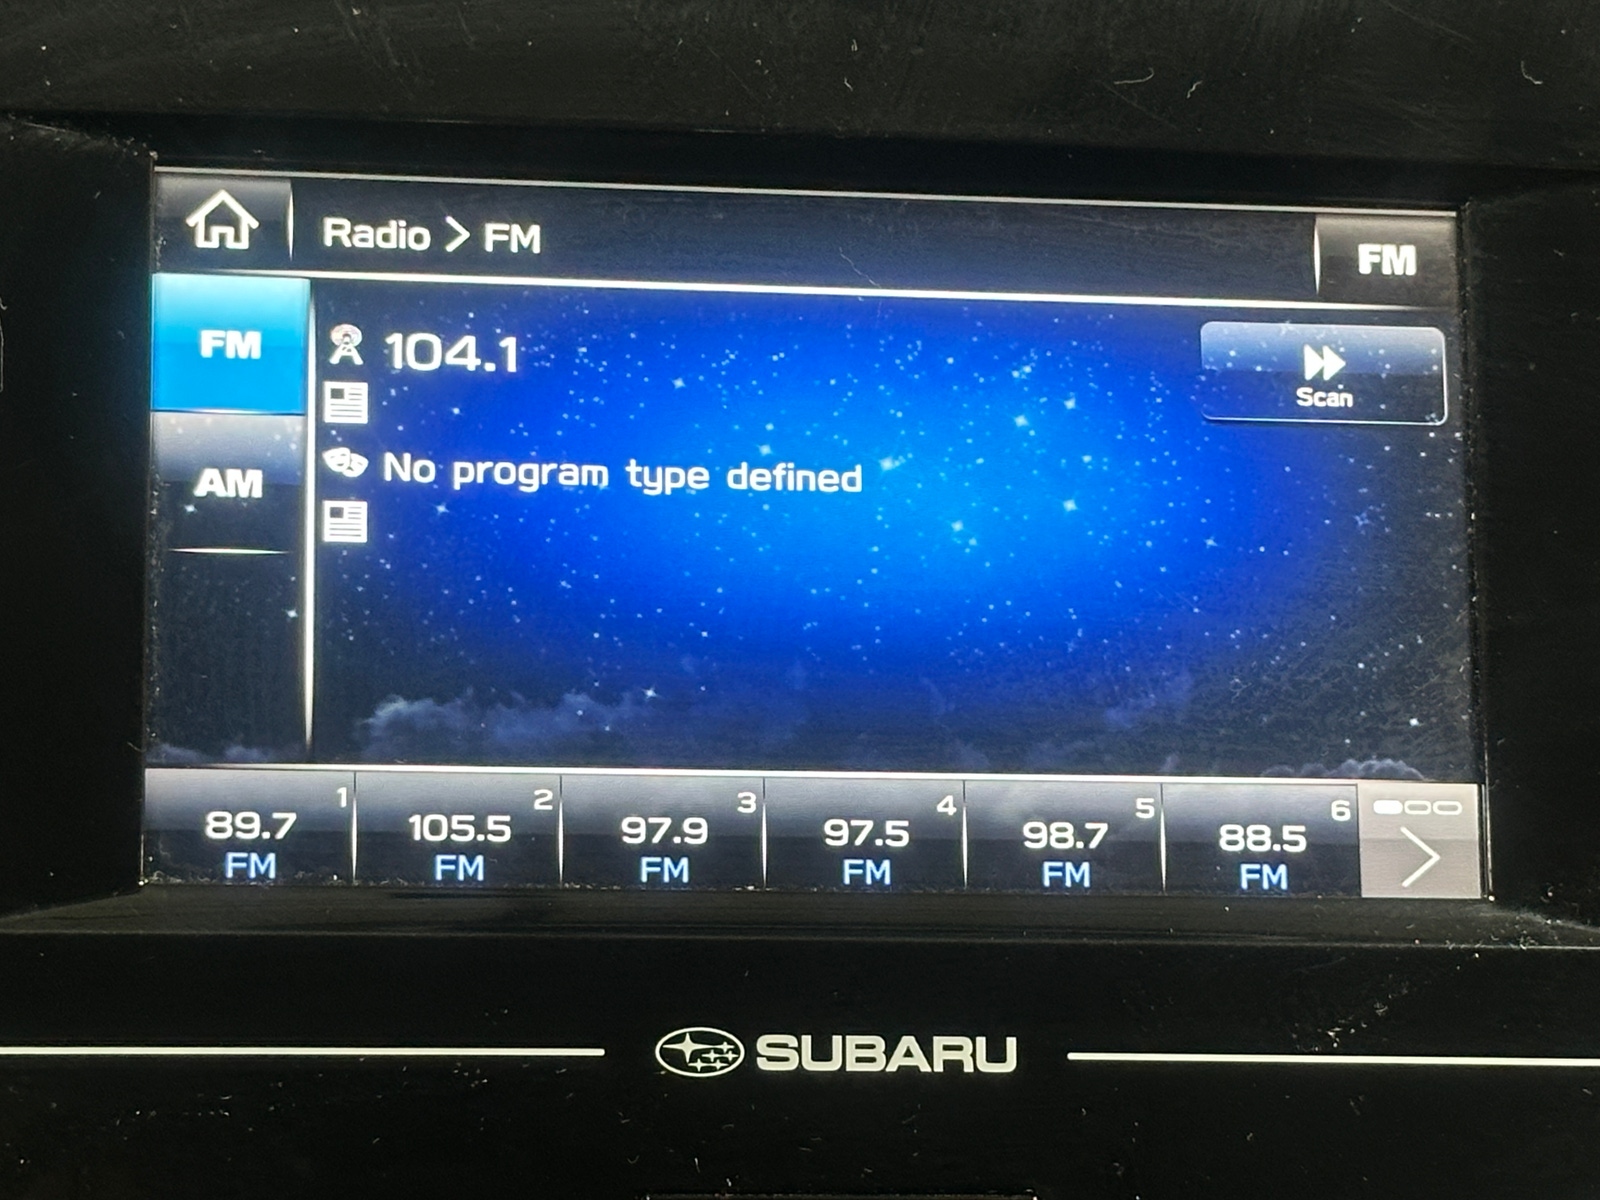 Radio > FM
FM
FM
104.1
Scan
AM
No program type defined
1 2 3 4 5 6
89.7 105.5 97.9 97.5 98.7 88.5
FM FM FM FM FM FM
SUBARU